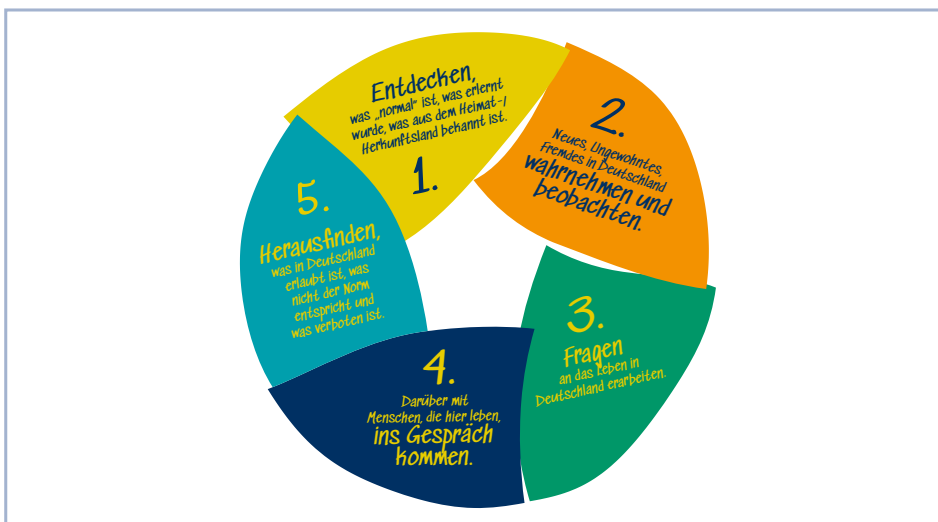 Entdecken,
was „normal“ ist, was erlernt
wurde, was aus dem Heimat-/
Herkunftsland bekannt ist.
1.
2.
Neues, Ungewohntes,
Fremdes in Deutschland
wahrnehmen und
beobachten.
3.
Fragen
an das Leben in
Deutschland erarbeiten.
4.
Darüber mit
Menschen, die hier leben,
ins Gespräch
kommen.
5.
Herausfinden,
was in Deutschland
erlaubt ist, was
nicht der Norm
entspricht und
was verboten ist.